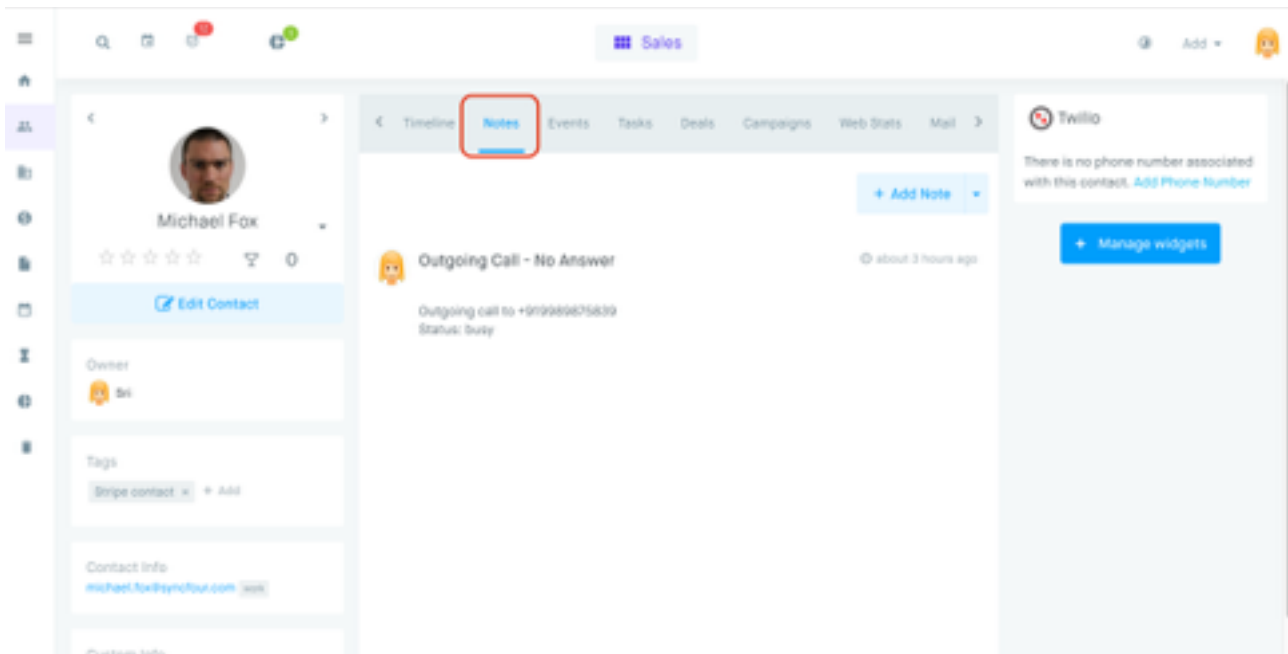 Sales
Add
Timeline
Notes
Events
Tasks
Deals
Campaigns
Web Stats
Mail
Michael Fox
0
Edit Contact
Owner
Sri
Tags
Stripe contact × + Add
Contact Info
michael.fox@syncfour.com work
Custom Info
+ Add Note
Outgoing Call - No Answer
about 3 hours ago
Outgoing call to
Status: busy
Twilio
There is no phone number associated
with this contact. Add Phone Number
+ Manage widgets